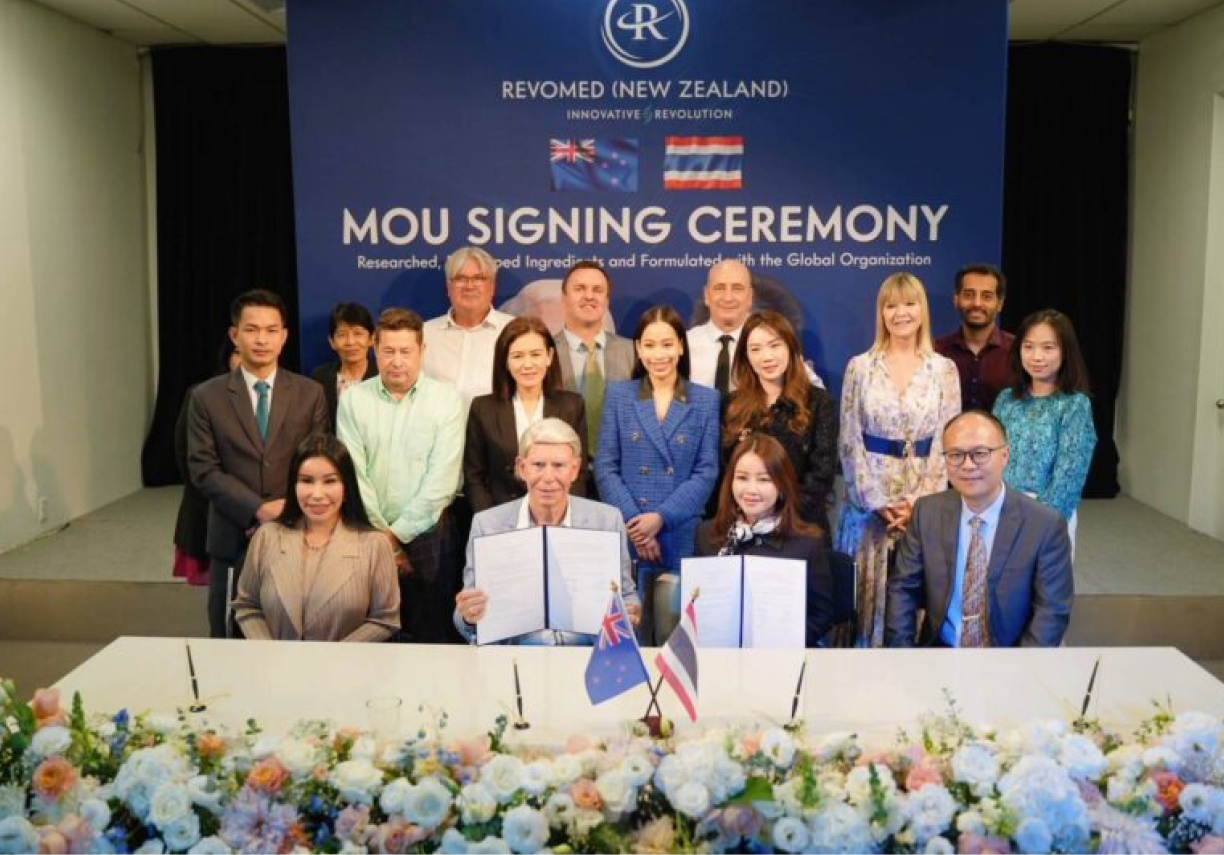 R
REVOMED (NEW ZEALAND)
INNOVATIVE REVOLUTION
MOU SIGNING CEREMONY
Researched, Ingredients and Formulated with the Global Organization